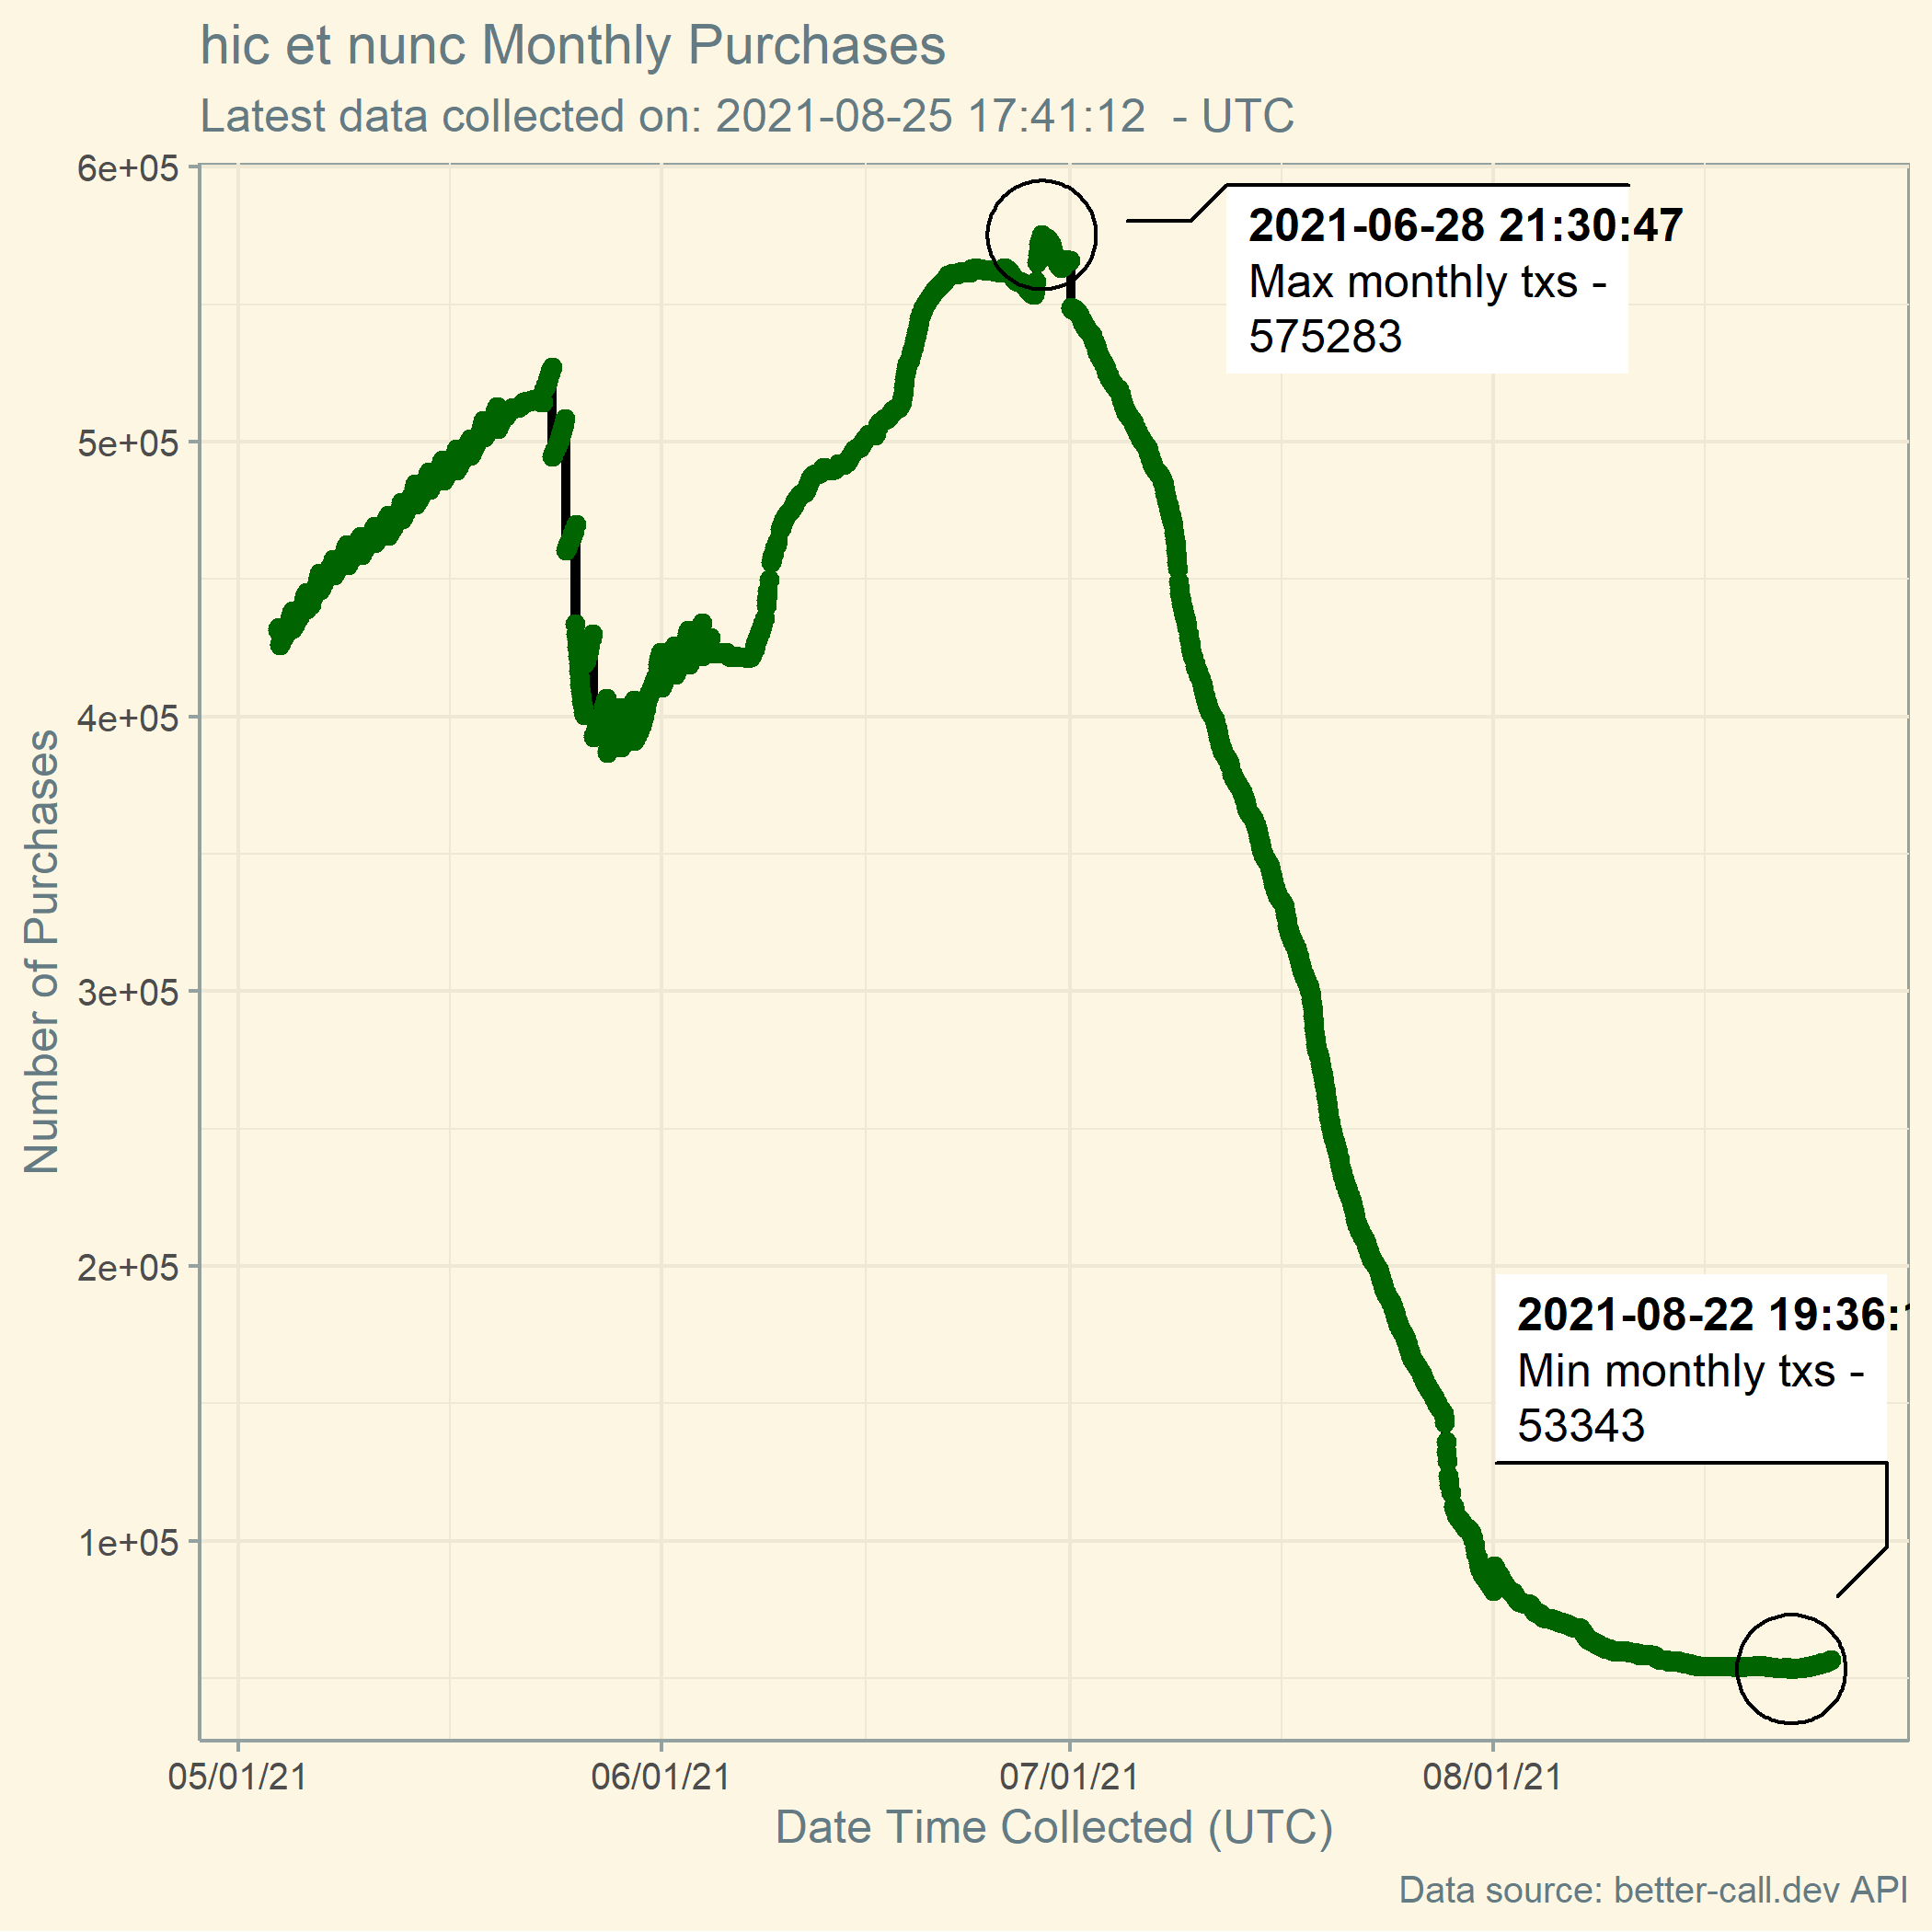 hic et nunc Monthly Purchases
Latest data collected on: 2021-08-25 17:41:12 - UTC
6e+05
5e+05
4e+05
3e+05
2e+05
1e+05
Number of Purchases
2021-06-28 21:30:47
Max monthly txs -
575283
2021-08-22 19:36:
Min monthly txs -
53343
05/01/21
06/01/21
07/01/21
08/01/21
Date Time Collected (UTC)
Data source: better-call.dev API